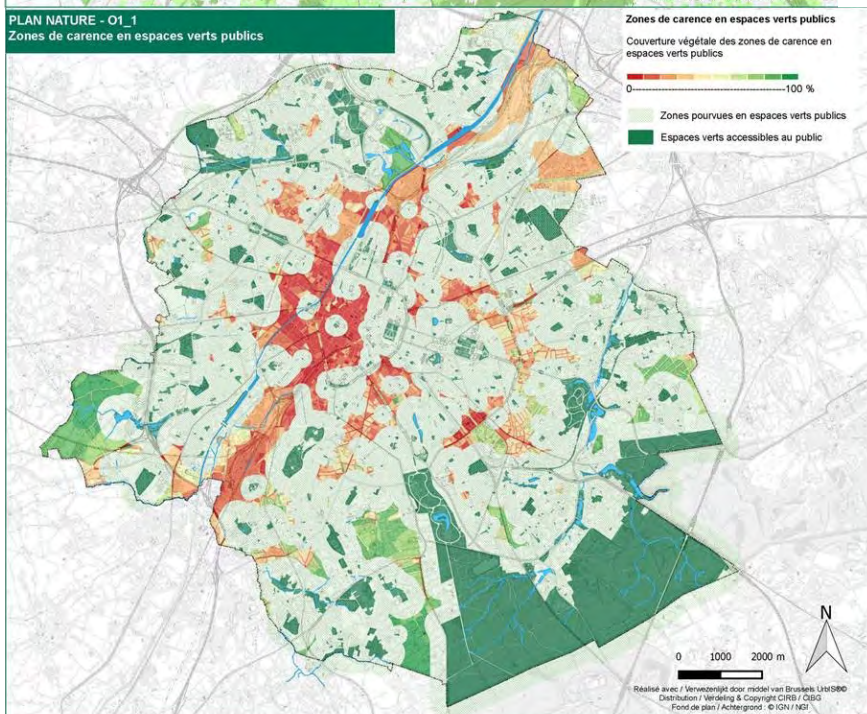 PLAN NATURE - O1_1
Zones de carence en espaces verts publics
Zones de carence en espaces verts publics
Couverture végétale des zones de carence en
espaces verts publics
0 100 %
Zones pourvues en espaces verts publics
Espaces verts accessibles au public
N
0 1000 2000 m
Réalisé avec / Verwezenlijkt door middel van Brussels UrbIS®©
Distribution / Verdeling & Copyright CIRB / CIBG
Fond de plan / Achtergrond : © IGN / NGI